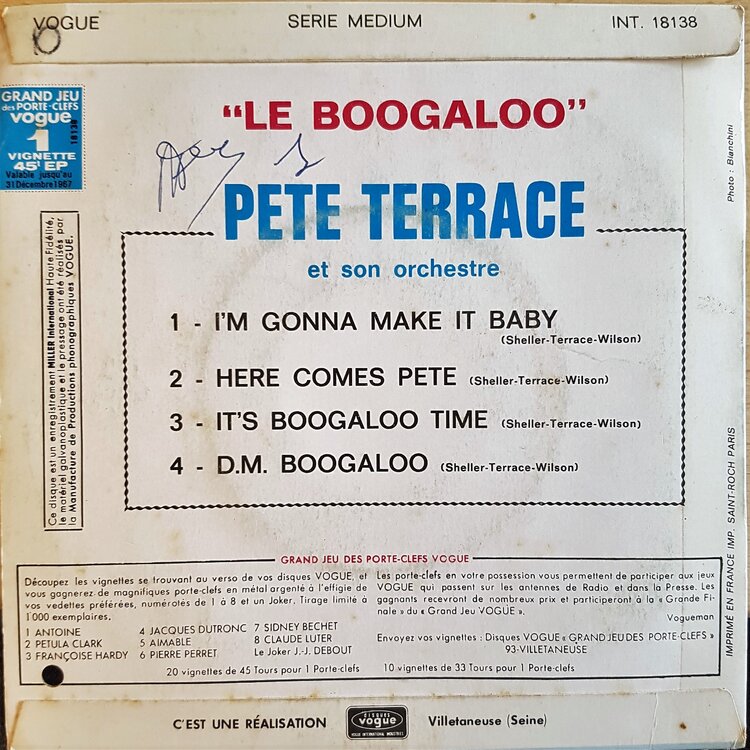 VOGUE SERIE MEDIUM INT. 18138
GRAND JEU
des PORTE-CLEFS
vogue
1
18138
VIGNETTE
45t EP
Valable jusqu'au
31 Décembre 1967
"LE BOOGALOO"
PETE TERRACE
et son orchestre
1 - I'M GONNA MAKE IT BABY
(Sheller-Terrace-Wilson)
2 - HERE COMES PETE (Sheller-Terrace-Wilson)
3 - IT'S BOOGALOO TIME (Sheller-Terrace-Wilson)
4 - D.M. BOOGALOO (Sheller-Terrace-Wilson)
Ce disque est un enregistrement MILLER International Haute Fidélité,
le matériel galvanoplastique et le pressage ont été réalisés par
la Manufacture de Productions phonographiques VOGUE.
Photo : Bianchini
IMPRIMÉ EN FRANCE IMP. SAINT-ROCH PARIS
GRAND JEU DES PORTE-CLEFS VOGUE
Découpez les vignettes se trouvant au verso de vos disques VOGUE, et
vous gagnerez de magnifiques porte-clefs en métal argenté à l'effigie de
vos vedettes préférées, numérotés de 1 à 8 et un Joker. Tirage limité à
1'000 exemplaires.
1 ANTOINE
2 PETULA CLARK
3 FRANÇOISE HARDY
4 JACQUES DUTRONC
5 AIMABLE
6 PIERRE PERRET
7 SIDNEY BECHET
8 CLAUDE LUTER
Le Joker J.-J. DEBOUT
20 vignettes de 45 Tours pour 1 Porte-clefs
Les porte-clefs en votre possession vous permettent de participer aux jeux
VOGUE qui passent sur les antennes de Radio et dans la Presse. Les
gagnants recevront de nombreux prix et participeront à la « Grande Fi-
nale » du « Grand Jeu VOGUE ».
Vogueman
Envoyez vos vignettes : Disques VOGUE « GRAND JEU DES PORTE-CLEFS »
93-VILLETANEUSE
10 vignettes de 33 Tours pour 1 Porte-clefs
C'EST UNE RÉALISATION
DISQUES
vogue
VOGUE INTERNATIONAL INDUSTRIES
Villetaneuse (Seine)